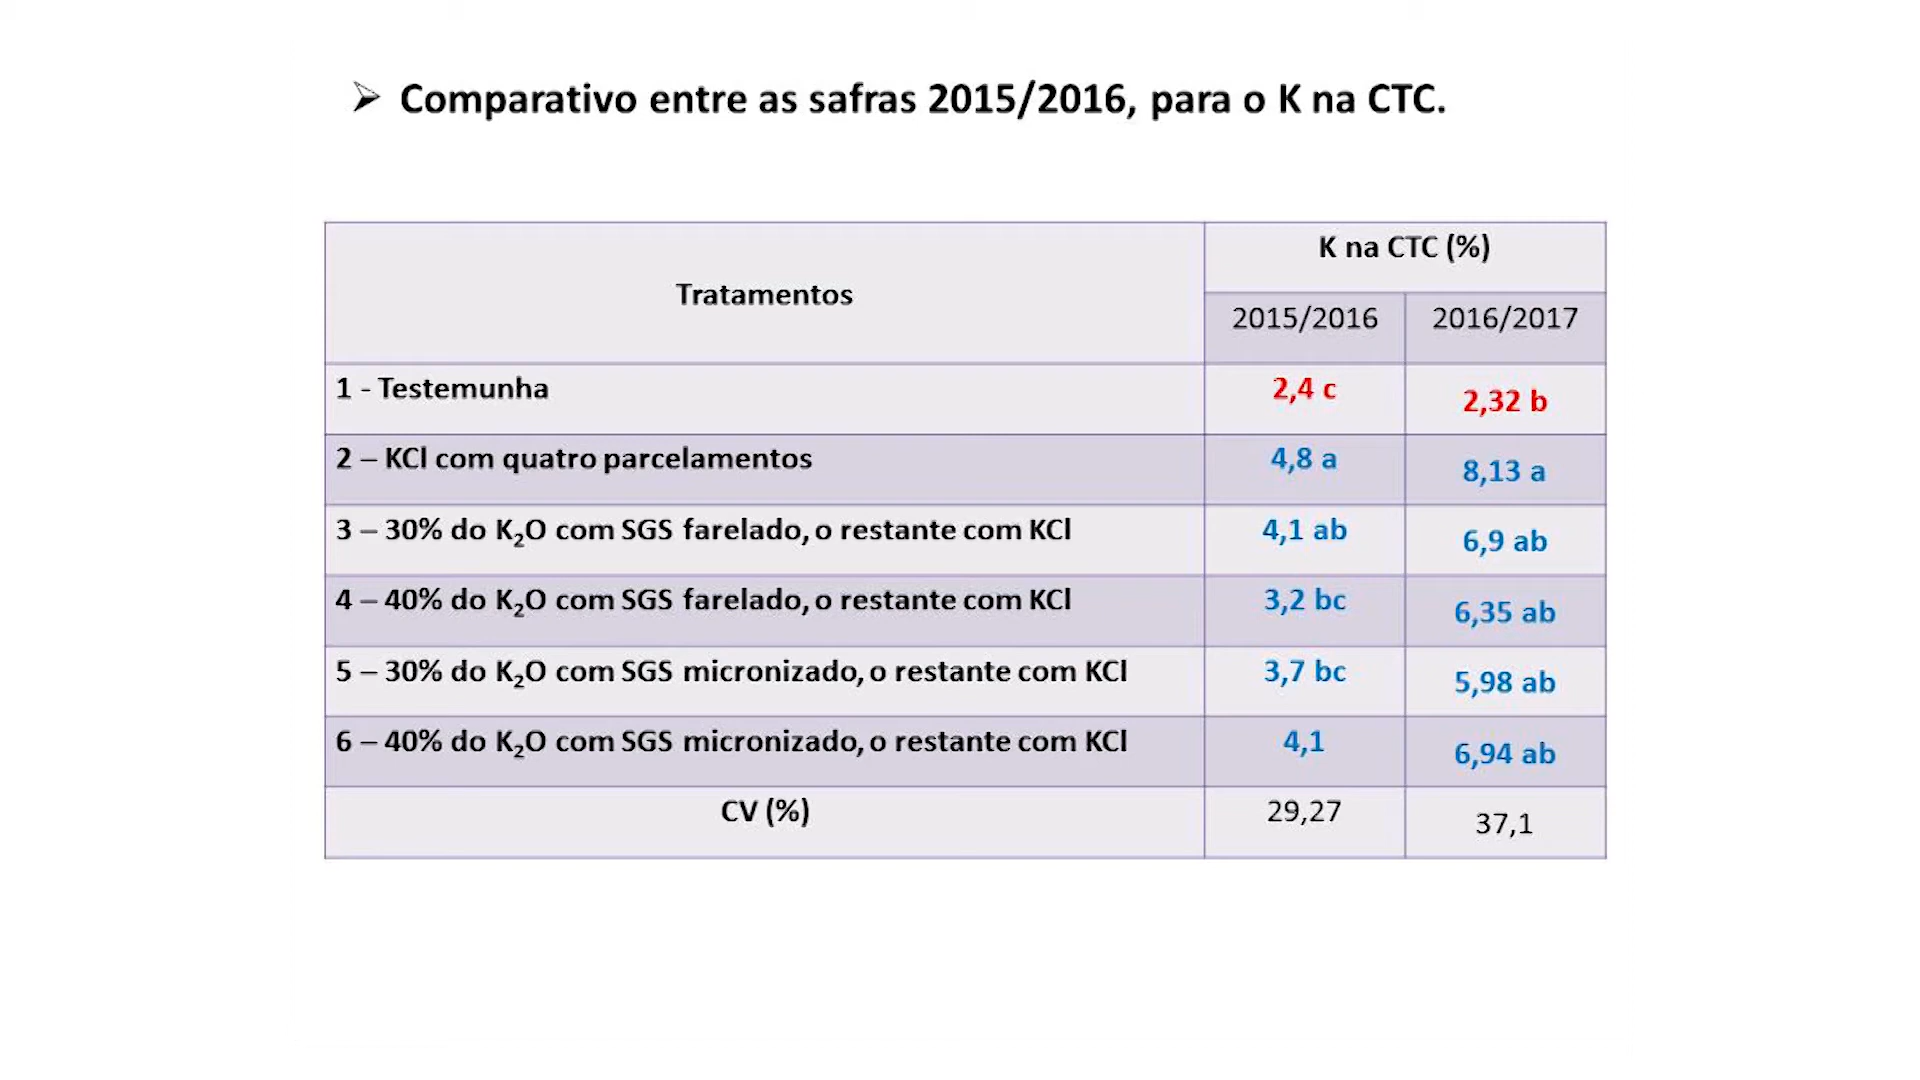 ➢ Comparativo entre as safras 2015/2016, para o K na CTC.
Tratamentos
K na CTC (%)
2015/2016 2016/2017
1 - Testemunha 2,4 c 2,32 b
2 – KCl com quatro parcelamentos 4,8 a 8,13 a
3 – 30% do K₂O com SGS farelado, o restante com KCl 4,1 ab 6,9 ab
4 – 40% do K₂O com SGS farelado, o restante com KCl 3,2 bc 6,35 ab
5 – 30% do K₂O com SGS micronizado, o restante com KCl 3,7 bc 5,98 ab
6 – 40% do K₂O com SGS micronizado, o restante com KCl 4,1 6,94 ab
CV (%) 29,27 37,1